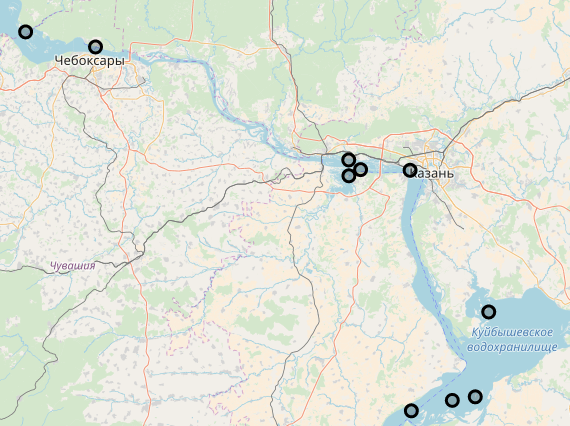 Чебоксары
Казань
Чувашия
Куйбышевское
водохранилище